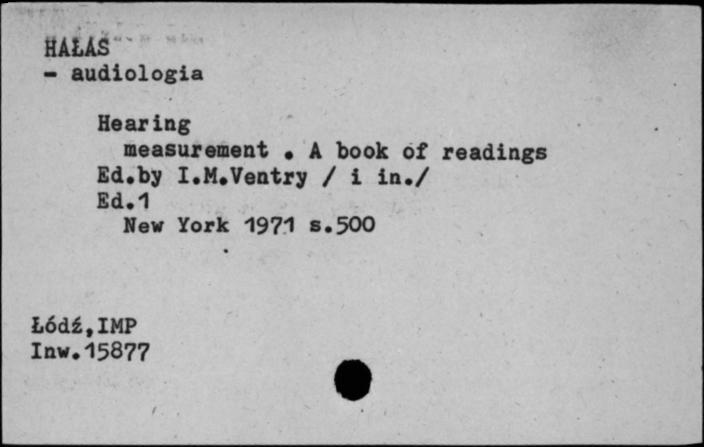 HAŁAS
- audiologia
Hearing
measurement . A book of readings
Ed.by I.M.Ventry / i in./
Ed.1
New York 1971 s.500
Łódź,IMP
Inw.15877